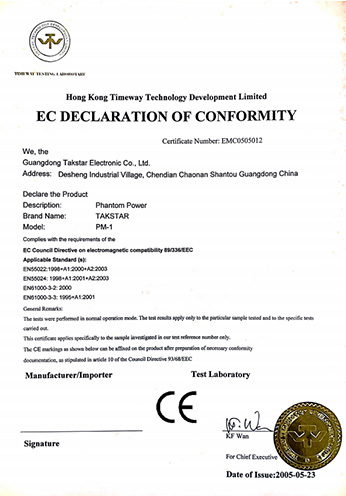 TIMEWAY TESTING LABORATORY
Hong Kong Timeway Technology Development Limited
EC DECLARATION OF CONFORMITY
Certificate Number: EMC0505012
We, the
Guangdong Takstar Electronic Co., Ltd.
Address: Desheng Industrial Village, Chendian Chaonan Shantou Guangdong China
Declare the Product
Description: Phantom Power
Brand Name: TAKSTAR
Model: PM-1
Complies with the requirements of the
EC Council Directive on electromagnetic compatibility 89/336/EEC
Applicable Standard (s):
EN55022:1998+A1:2000+A2:2003
EN55024: 1998+A1:2001+A2:2003
EN61000-3-2: 2000
EN61000-3-3: 1995+A1:2001
General Remarks:
The tests were performed in normal operation mode. The test results apply only to the particular sample tested and to the specific tests
carried out.
This certificate applies specifically to the sample investigated in our test reference number only.
The CE markings as shown below can be affixed on the product after preparation of necessary conformity
documentation, as stipulated in article 10 of the Council Directive 93/68/EEC
Manufacturer/Importer Test Laboratory
CE
KF Wan
Signature For Chief Executive
Date of Issue:2005-05-23